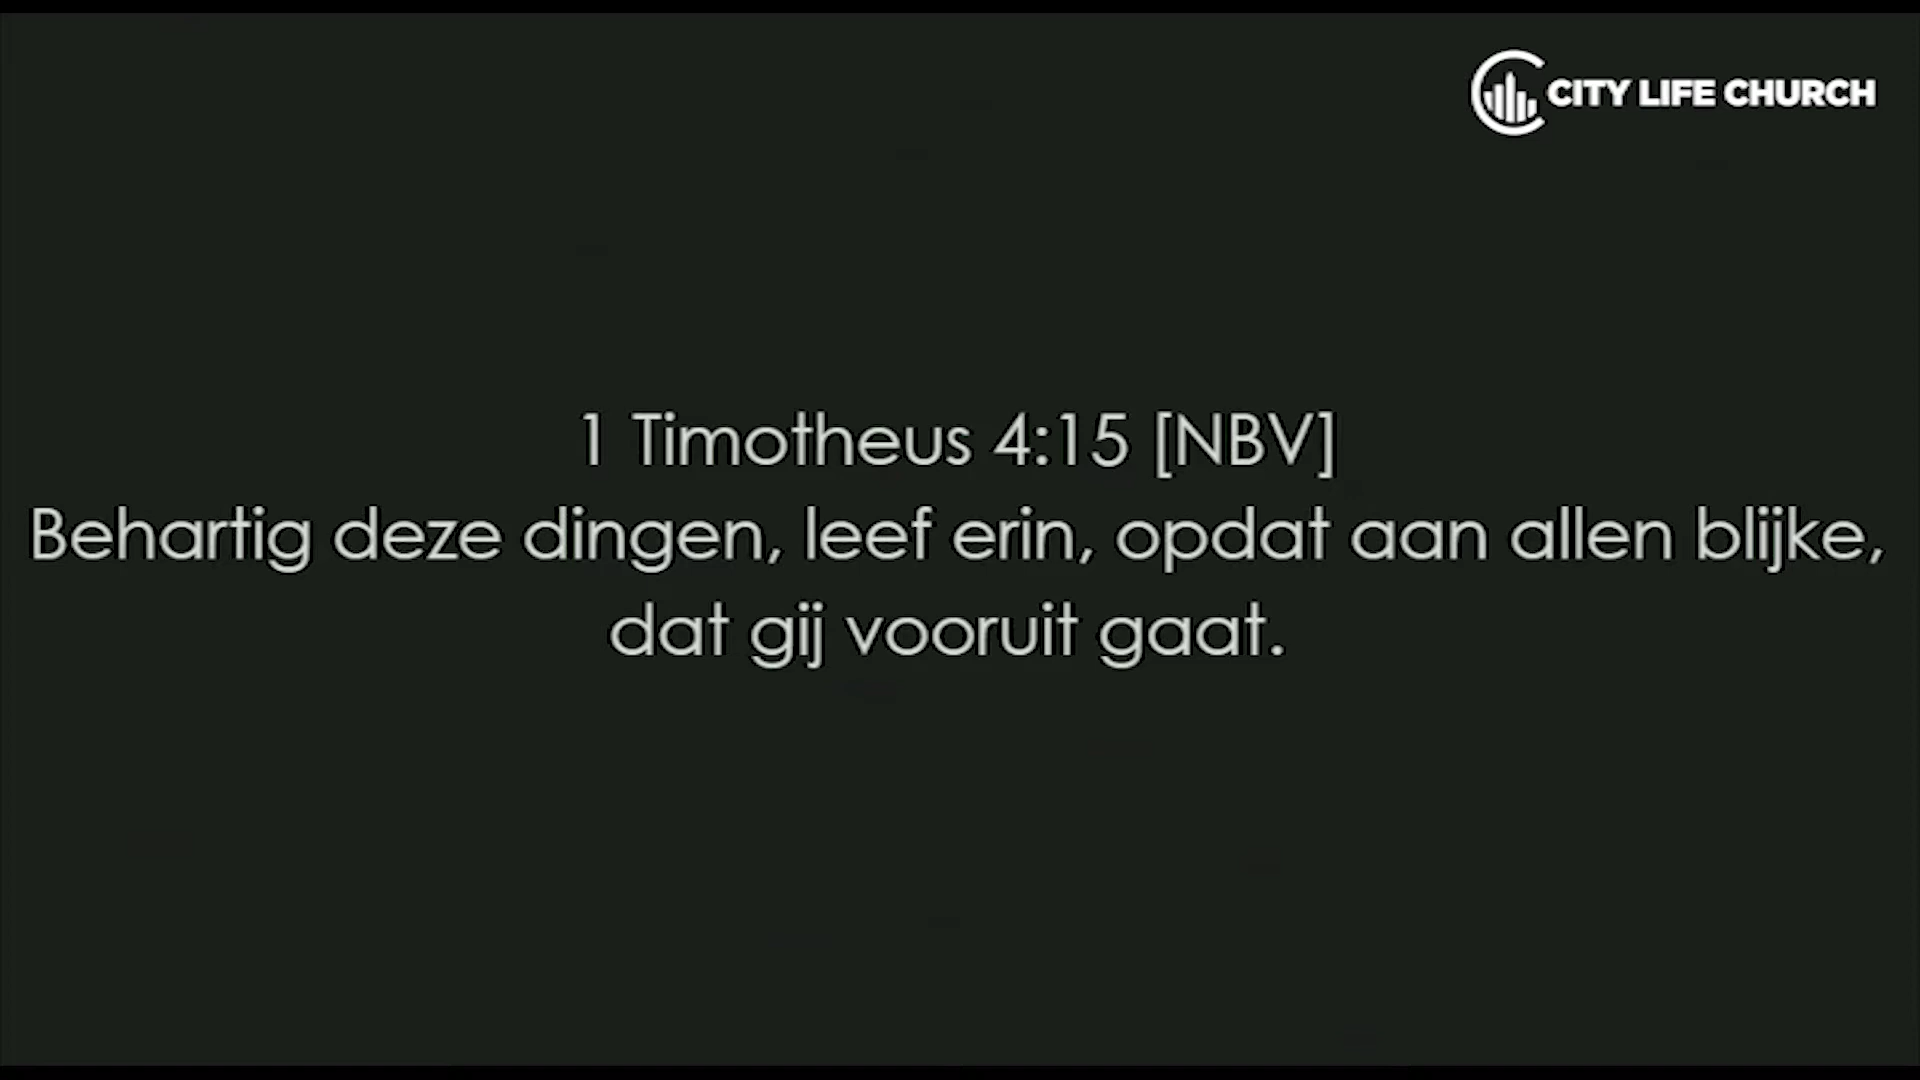 CITY LIFE CHURCH
1 Timotheus 4:15 [NBV]
Behartig deze dingen, leef erin, opdat aan allen blijke,
dat gij vooruit gaat.